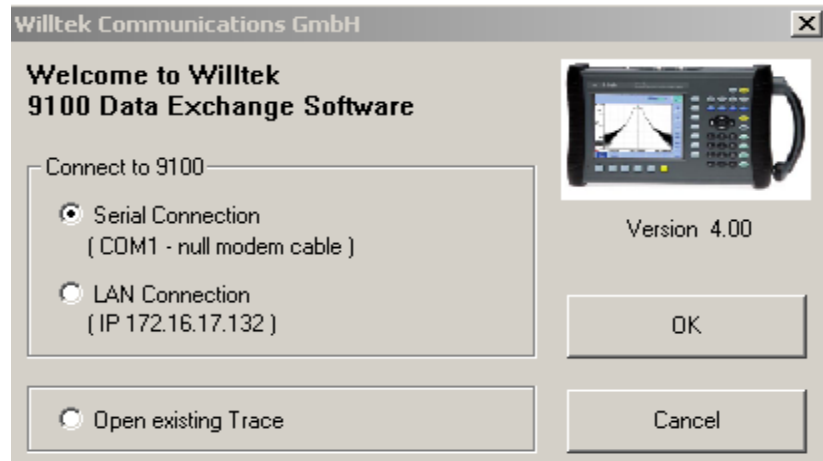 Willtek Communications GmbH
Welcome to Willtek
9100 Data Exchange Software
Connect to 9100
Serial Connection
( COM1 - null modem cable )
LAN Connection
( IP 172.16.17.132 )
Open existing Trace
Version 4.00
OK
Cancel